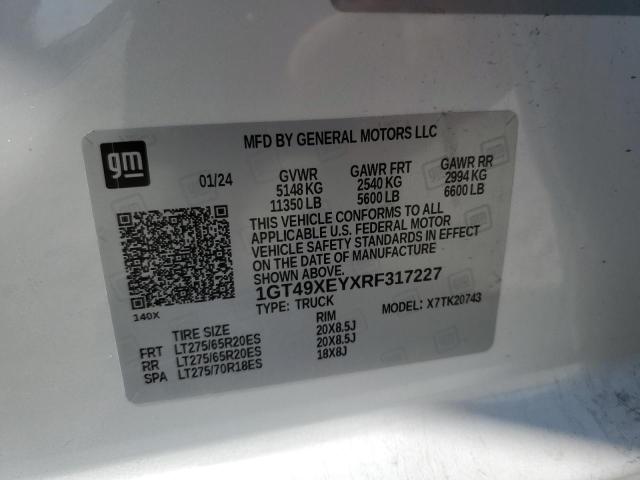 MFD BY GENERAL MOTORS LLC
gm
01/24
GVWR GAWR FRT GAWR RR
5148 KG 2540 KG 2994 KG
11350 LB 5600 LB 6600 LB
THIS VEHICLE CONFORMS TO ALL
APPLICABLE U.S. FEDERAL MOTOR
VEHICLE SAFETY STANDARDS IN EFFECT
ON THE DATE OF MANUFACTURE
SHOWN ABOVE.
1GT49XEYXRF317227
140X
TYPE: TRUCK MODEL: X7TK20743
TIRE SIZE RIM
FRT LT275/65R20ES 20X8.5J
RR LT275/65R20ES 20X8.5J
SPA LT275/70R18ES 18X8J